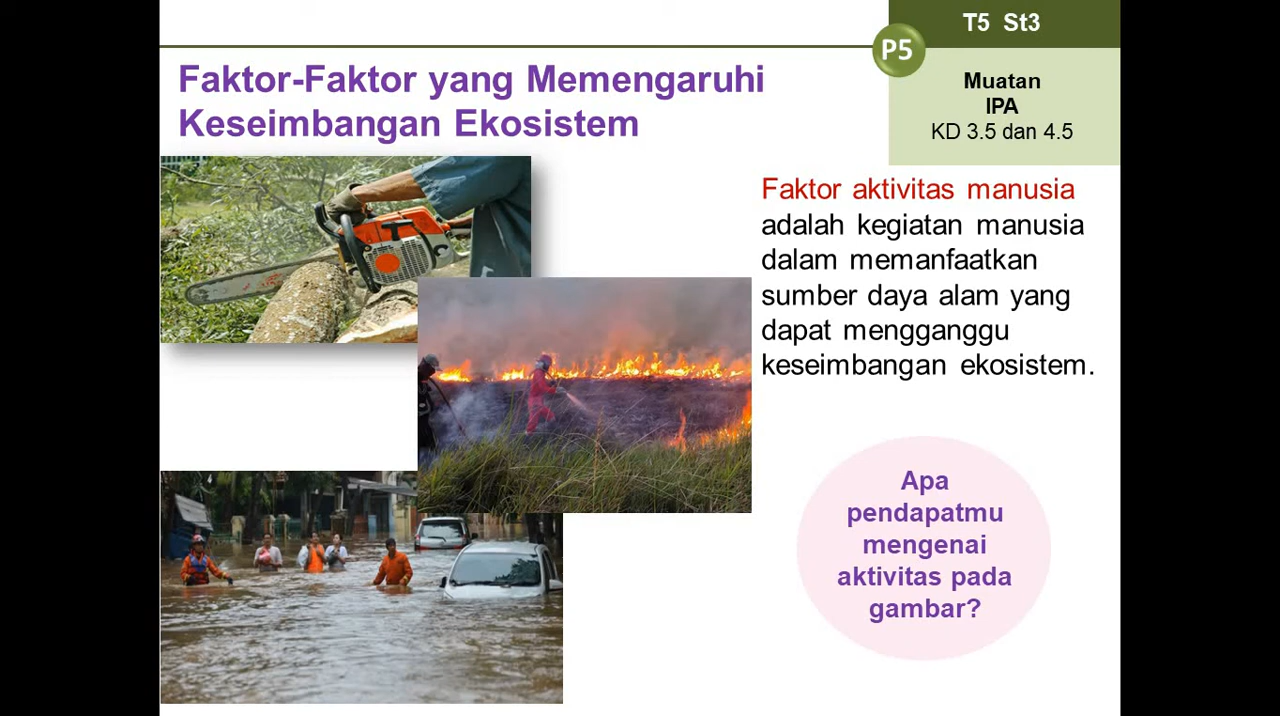 T5 St3
P5
Muatan
IPA
KD 3.5 dan 4.5
Faktor-Faktor yang Memengaruhi
Keseimbangan Ekosistem
Faktor aktivitas manusia
adalah kegiatan manusia
dalam memanfaatkan
sumber daya alam yang
dapat mengganggu
keseimbangan ekosistem.
Apa
pendapatmu
mengenai
aktivitas pada
gambar?